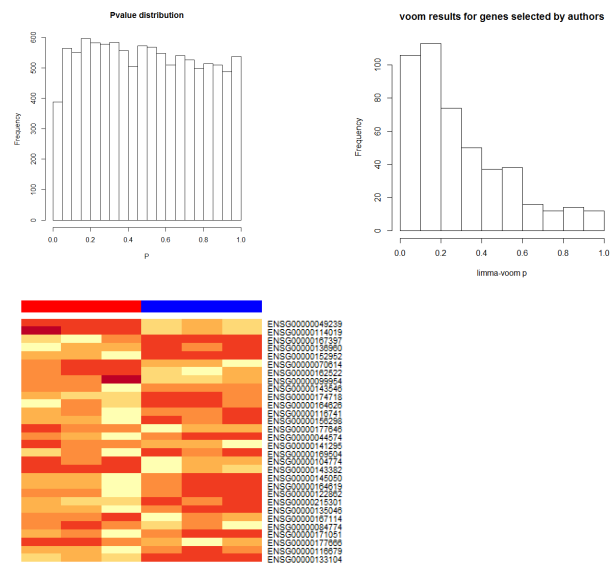 Pvalue distribution
Frequency
0
100
200
300
400
500
600
0.0
0.2
0.4
0.6
0.8
1.0
P
voom results for genes selected by authors
Frequency
0
20
40
60
80
100
0.0
0.2
0.4
0.6
0.8
1.0
limma-voom p
ENSG00000049239
ENSG00000114019
ENSG00000167397
ENSG00000136960
ENSG00000152952
ENSG00000070614
ENSG00000162522
ENSG00000099954
ENSG00000143546
ENSG00000174718
ENSG00000164626
ENSG00000116741
ENSG00000156298
ENSG00000177646
ENSG00000044574
ENSG00000141295
ENSG00000169504
ENSG00000104774
ENSG00000143382
ENSG00000145050
ENSG00000164619
ENSG00000122862
ENSG00000215301
ENSG00000135046
ENSG00000167114
ENSG00000084774
ENSG00000171051
ENSG00000177666
ENSG00000116679
ENSG00000133104